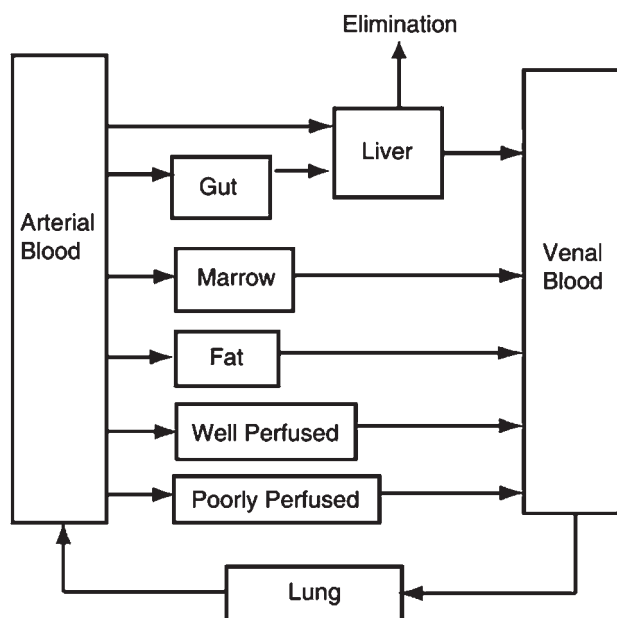 Elimination
Liver
Gut
Arterial
Blood
Venal
Blood
Marrow
Fat
Well Perfused
Poorly Perfused
Lung